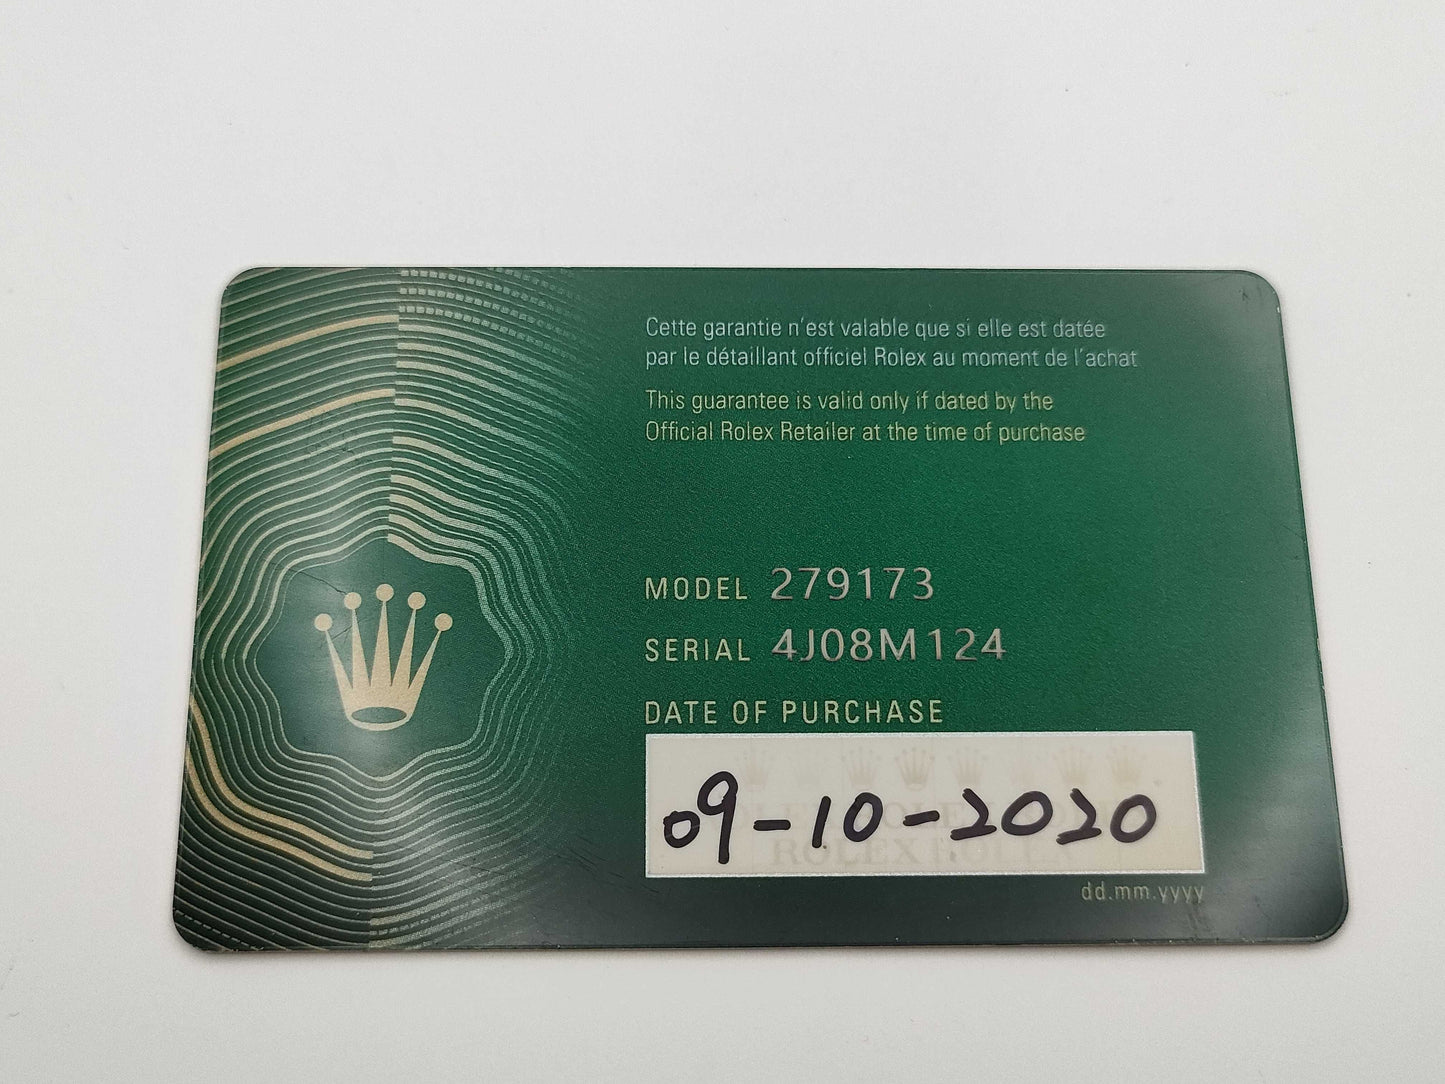 Cette garantie n'est valable que si elle est datée
par le détaillant officiel Rolex au moment de l'achat
This guarantee is valid only if dated by the
Official Rolex Retailer at the time of purchase
MODEL 279173
SERIAL 4J08M124
DATE OF PURCHASE
09-10-2020
ROLEX ROLEX
dd.mm.yyyy